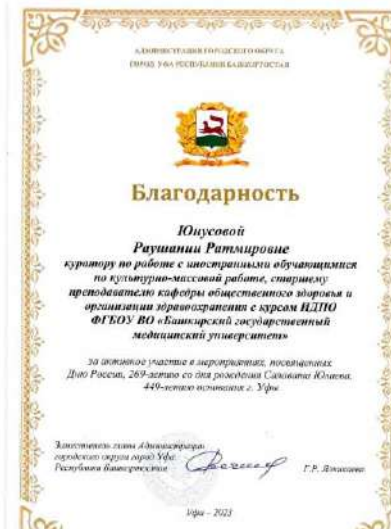 АДМИНИСТРАЦИЯ ГОРОДСКОГО ОКРУГА
ГОРОД УФА РЕСПУБЛИКИ БАШКОРТОСТАН
Благодарность
Юнусовой
Раушании Ратмировне
куратору по работе с иностранными обучающимися
по культурно-массовой работе, старшему
преподавателю кафедры общественного здоровья и
организации здравоохранения с курсом ИДПО
ФГБОУ ВО «Башкирский государственный
медицинский университет»
за активное участие в мероприятиях, посвященных
Дню России, 269-летию со дня рождения Салавата Юлаева,
449-летию основания г. Уфы
Заместитель главы Администрации
городского округа город Уфа
Республики Башкортостан
Г.Р.
Уфа – 2023